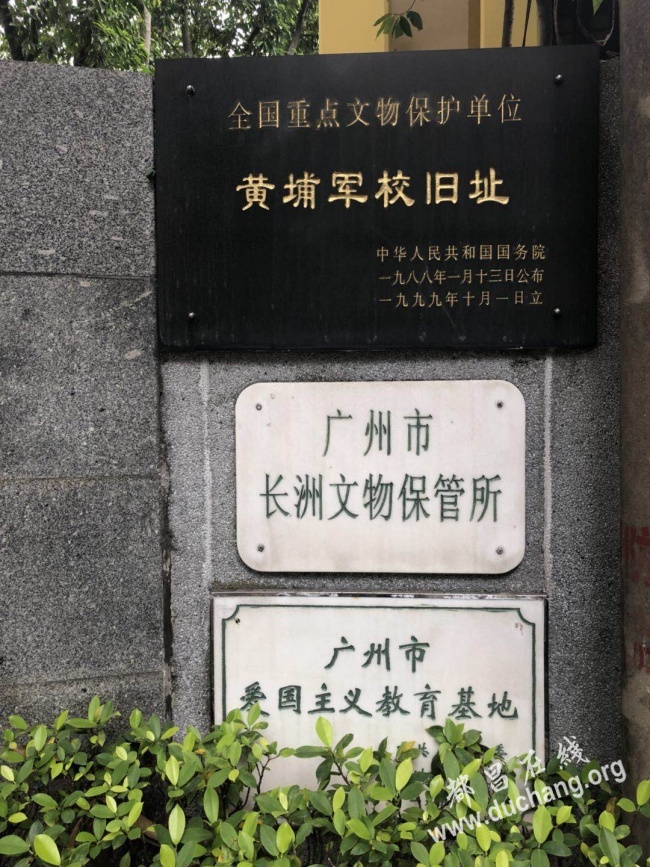 全国重点文物保护单位
黄埔军校旧址
中华人民共和国国务院
一九八八年一月十三日公布
一九九九年十月一日立
广州市
长洲文物保管所
广州市
爱国主义教育基地
都昌在线
www.duchang.org